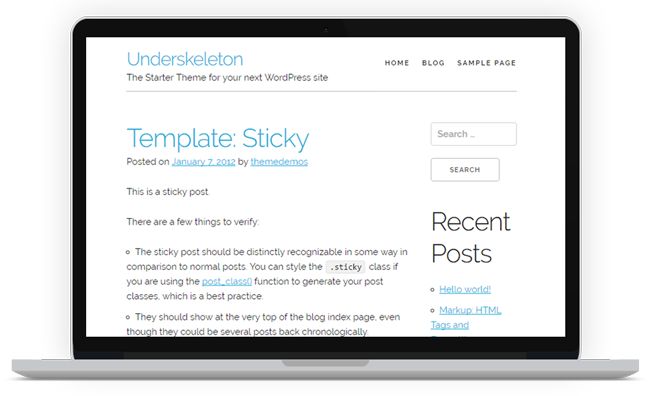 Underskeleton
The Starter Theme for your next WordPress site
HOME BLOG SAMPLE PAGE
Template: Sticky
Posted on January 7, 2012 by themedemos
This is a sticky post.
There are a few things to verify:
The sticky post should be distinctly recognizable in some way in
comparison to normal posts. You can style the .sticky class if
you are using the post_class() function to generate your
post classes, which is a best practice.
They should show at the very top of the blog index page, even
though they could be several posts back chronologically.
Search …
SEARCH
Recent
Posts
Hello world!
Markup: HTML
Tags and